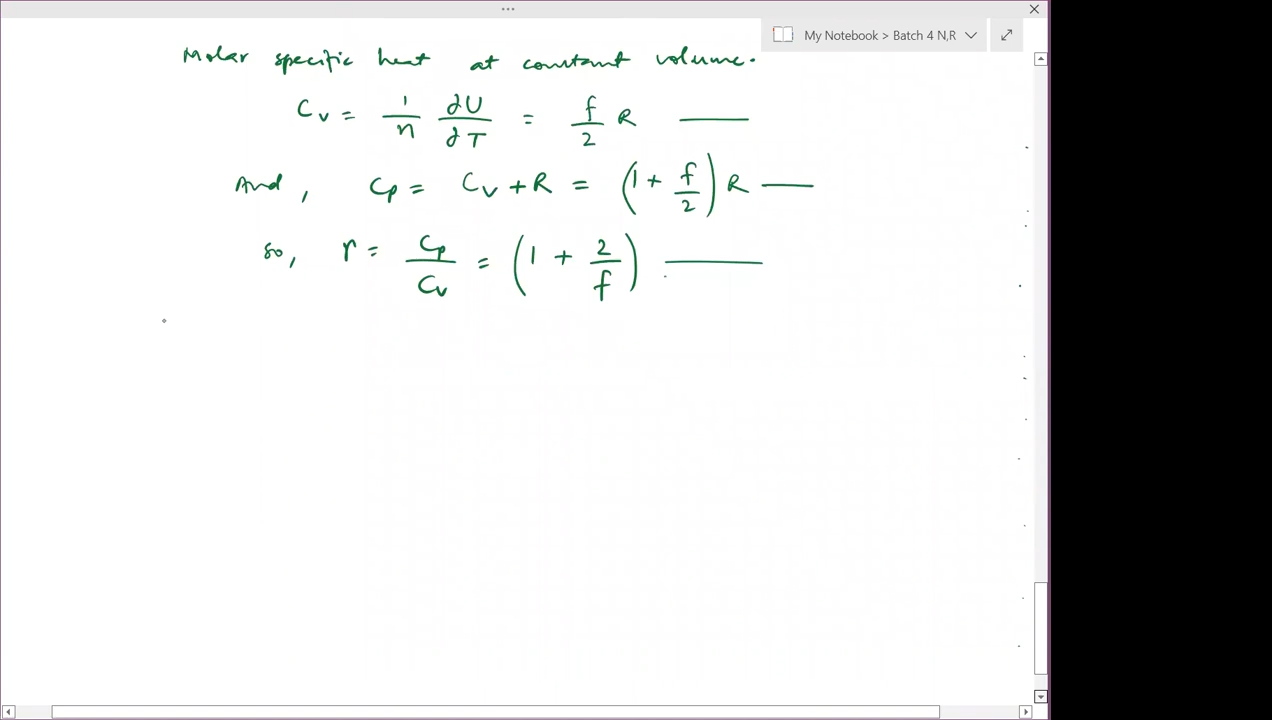 My Notebook > Batch 4 N,R
Molar specific heat at constant volume.
Cv = 1/n ∂U/∂T = f/2 R
And, Cp = Cv + R = (1 + f/2) R
so, r = Cp/Cv = (1 + 2/f)